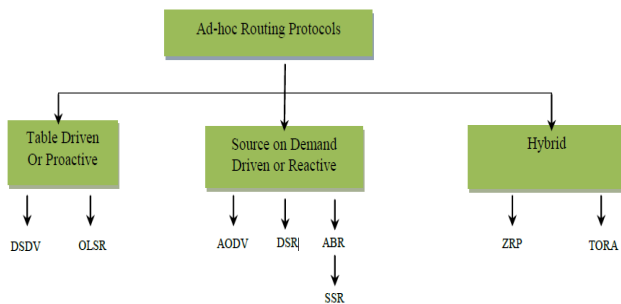 Ad-hoc Routing Protocols
Table Driven
Or Proactive
Source on Demand
Driven or Reactive
Hybrid
DSDV
OLSR
AODV
DSR
ABR
ZRP
TORA
SSR